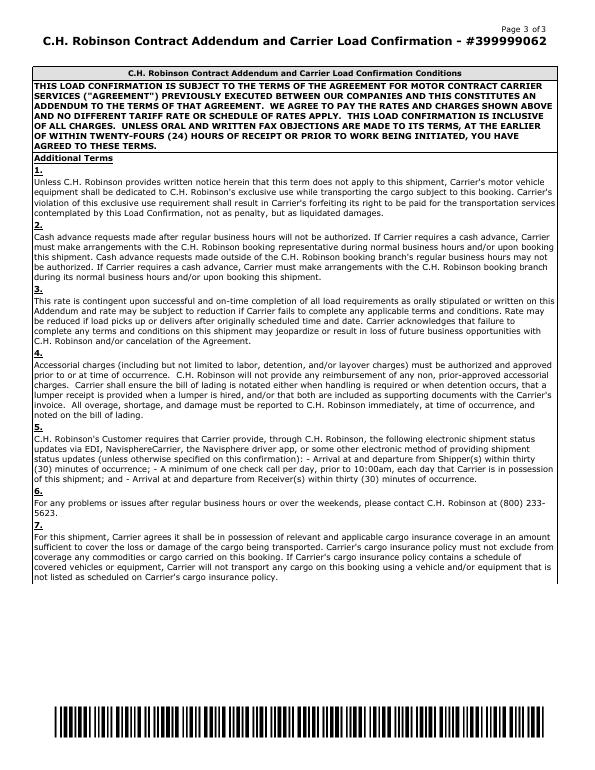 Page 3 of 3
C.H. Robinson Contract Addendum and Carrier Load Confirmation - #399999062
C.H. Robinson Contract Addendum and Carrier Load Confirmation Conditions
THIS LOAD CONFIRMATION IS SUBJECT TO THE TERMS OF THE AGREEMENT FOR MOTOR CONTRACT CARRIER
SERVICES ("AGREEMENT") PREVIOUSLY EXECUTED BETWEEN OUR COMPANIES AND THIS CONSTITUTES AN
ADDENDUM TO THE TERMS OF THAT AGREEMENT. WE AGREE TO PAY THE RATES AND CHARGES SHOWN ABOVE
AND NO DIFFERENT TARIFF RATE OR SCHEDULE OF RATES APPLY. THIS LOAD CONFIRMATION IS INCLUSIVE
OF ALL CHARGES. UNLESS ORAL AND WRITTEN FAX OBJECTIONS ARE MADE TO ITS TERMS, AT THE EARLIER
OF WITHIN TWENTY-FOURS (24) HOURS OF RECEIPT OR PRIOR TO WORK BEING INITIATED, YOU HAVE
AGREED TO THESE TERMS.
Additional Terms
1.
Unless C.H. Robinson provides written notice herein that this term does not apply to this shipment, Carrier's motor vehicle
equipment shall be dedicated to C.H. Robinson's exclusive use while transporting the cargo subject to this booking. Carrier's
violation of this exclusive use requirement shall result in Carrier's forfeiting its right to be paid for the transportation services
contemplated by this Load Confirmation, not as penalty, but as liquidated damages.
2.
Cash advance requests made after regular business hours will not be authorized. If Carrier requires a cash advance, Carrier
must make arrangements with the C.H. Robinson booking representative during normal business hours and/or upon booking
this shipment. Cash advance requests made outside of the C.H. Robinson booking branch's regular business hours may not
be authorized. If Carrier requires a cash advance, Carrier must make arrangements with the C.H. Robinson booking branch
during its normal business hours and/or upon booking this shipment.
3.
This rate is contingent upon successful and on-time completion of all load requirements as orally stipulated or written on this
Addendum and rate may be subject to reduction if Carrier fails to complete any applicable terms and conditions. Rate may
be reduced if load picks up or delivers after originally scheduled time and date. Carrier acknowledges that failure to
complete any terms and conditions on this shipment may jeopardize or result in loss of future business opportunities with
C.H. Robinson and/or cancelation of the Agreement.
4.
Accessorial charges (including but not limited to labor, detention, and/or layover charges) must be authorized and approved
prior to or at time of occurrence. C.H. Robinson will not provide any reimbursement of any non, prior-approved accessorial
charges. Carrier shall ensure the bill of lading is notated either when handling is required or when detention occurs, that a
lumper receipt is provided when a lumper is hired, and/or that both are included as supporting documents with the Carrier's
invoice. All overage, shortage, and damage must be reported to C.H. Robinson immediately, at time of occurrence, and
noted on the bill of lading.
5.
C.H. Robinson's Customer requires that Carrier provide, through C.H. Robinson, the following electronic shipment status
updates via EDI, NavisphereCarrier, the Navisphere driver app, or some other electronic method of providing shipment
status updates (unless otherwise specified on this confirmation): - Arrival at and departure from Shipper(s) within thirty
(30) minutes of occurrence; - A minimum of one check call per day, prior to 10:00am, each day that Carrier is in possession
of this shipment; and - Arrival at and departure from Receiver(s) within thirty (30) minutes of occurrence.
6.
For any problems or issues after regular business hours or over the weekends, please contact C.H. Robinson at (800) 233-
5623.
7.
For this shipment, Carrier agrees it shall be in possession of relevant and applicable cargo insurance coverage in an amount
sufficient to cover the loss or damage of the cargo being transported. Carrier's cargo insurance policy must not exclude from
coverage any commodities or cargo carried on this booking. If Carrier's cargo insurance policy contains a schedule of
covered vehicles or equipment, Carrier will not transport any cargo on this booking using a vehicle and/or equipment that is
not listed as scheduled on Carrier's cargo insurance policy.